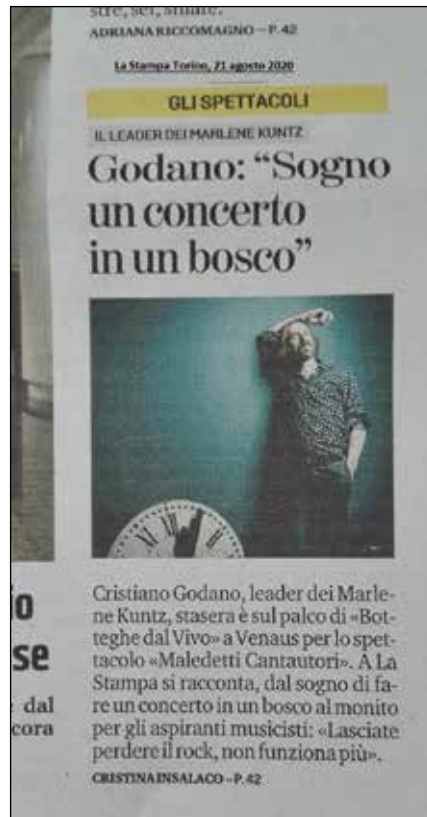 stre, sei, sfilate.
ADRIANA RICCOMAGNO – P. 42
La Stampa Torino, 21 agosto 2020
GLI SPETTACOLI
IL LEADER DEI MARLENE KUNTZ
Godano: “Sogno
un concerto
in un bosco”
Cristiano Godano, leader dei Marle-
ne Kuntz, stasera è sul palco di «Bot-
teghe dal Vivo» a Venaus per lo spet-
tacolo «Maledetti Cantautori». A La
Stampa si racconta, dal sogno di fa-
re un concerto in un bosco al monito
per gli aspiranti musicisti: «Lasciate
perdere il rock, non funziona più».
CRISTINA INSALACO – P. 42
io
se
dal
cora